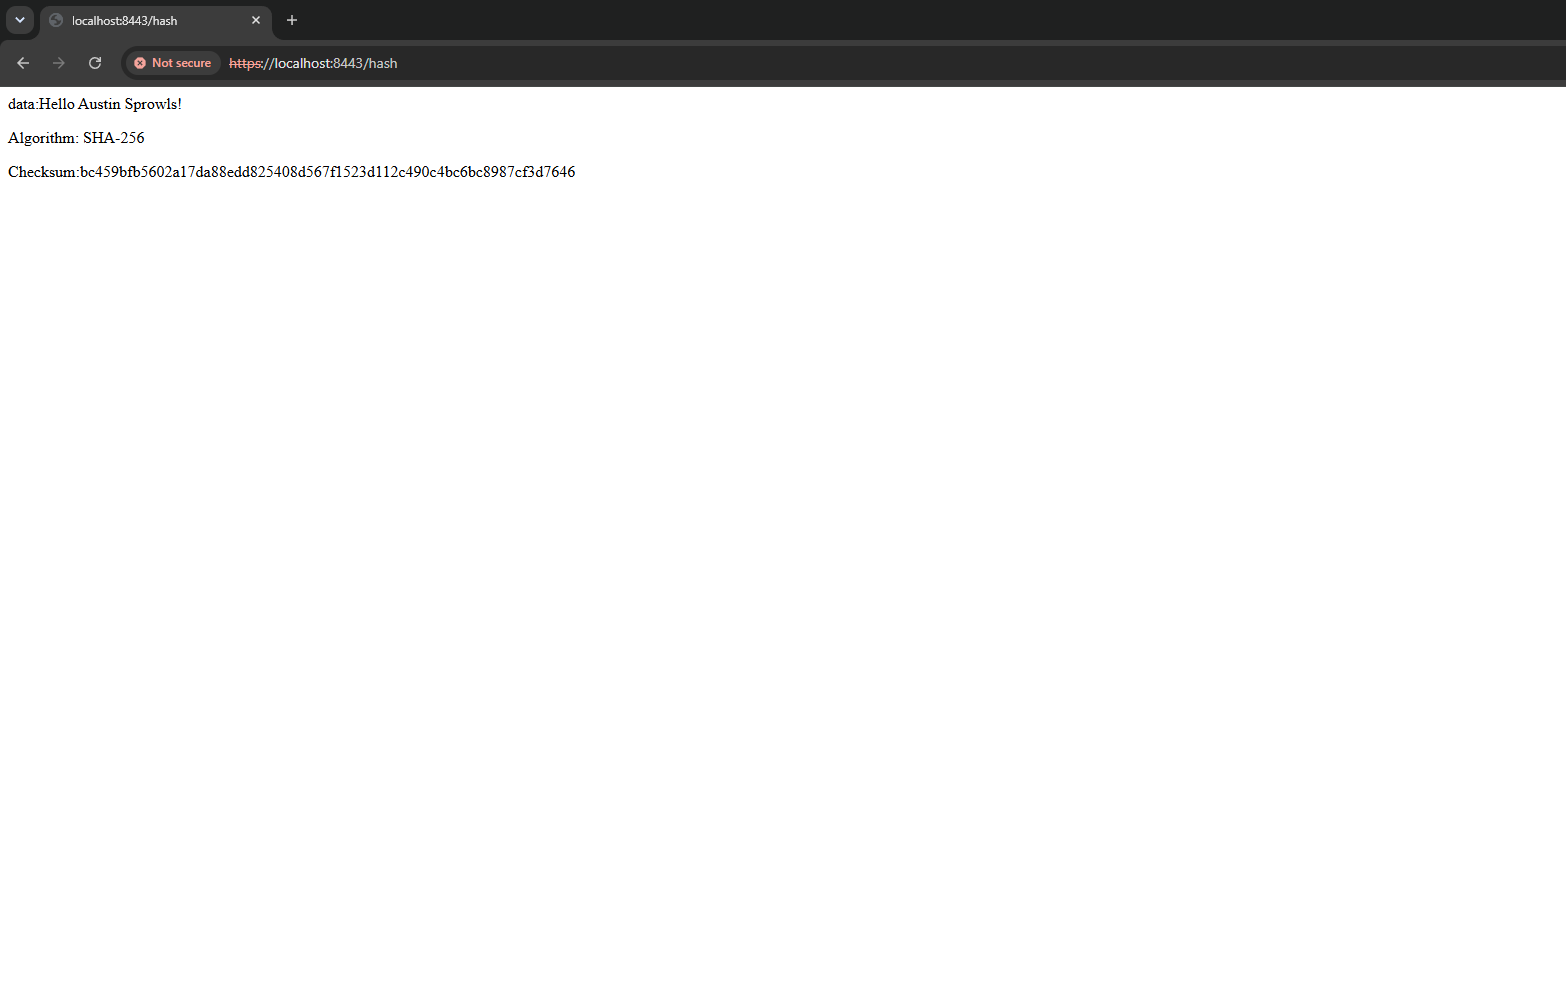 localhost:8443/hash
Not secure https://localhost:8443/hash
data:Hello Austin Sprowls!
Algorithm: SHA-256
Checksum:bc459bfb5602a17da88edd825408d567f1523d112c490c4bc6bc8987cf3d7646